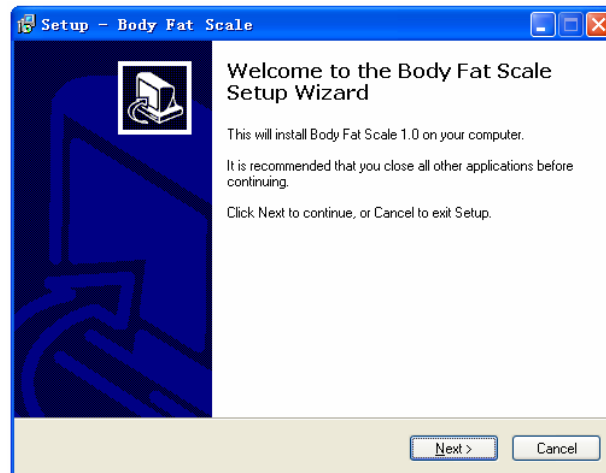 Setup - Body Fat Scale
Welcome to the Body Fat Scale
Setup Wizard
This will install Body Fat Scale 1.0 on your computer.
It is recommended that you close all other applications before
continuing.
Click Next to continue, or Cancel to exit Setup.
Next >
Cancel